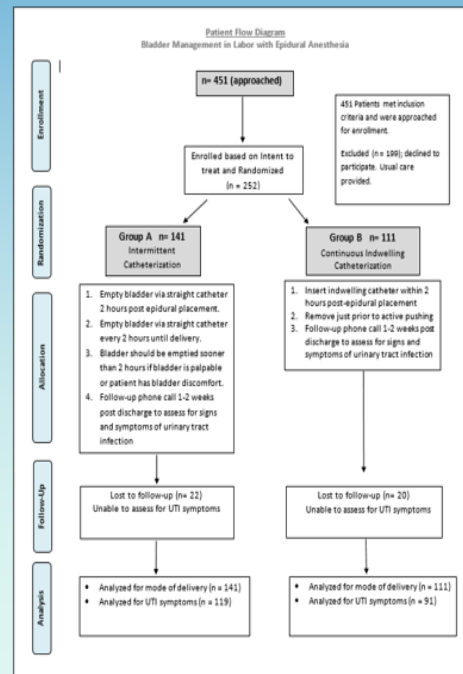 Patient Flow Diagram
Bladder Management in Labor with Epidural Anesthesia
Enrollment
n= 451 (approached)
451 Patients met inclusion
criteria and were approached
for enrollment.
Excluded (n = 199); declined to
participate. Usual care
provided.
Enrolled based on Intent to
treat and Randomized
(n = 252)
Randomization
Group A n= 141
Intermittent
Catheterization
Group B n= 111
Continuous Indwelling
Catheterization
Allocation
1. Empty bladder via straight catheter
2 hours post epidural placement.
2. Empty bladder via straight catheter
every 2 hours until delivery.
3. Bladder should be emptied sooner
than 2 hours if bladder is palpable
or patient has bladder discomfort.
4. Follow-up phone call 1-2 weeks
post discharge to assess for signs
and symptoms of urinary tract
infection
1. Insert indwelling catheter within 2
hours post-epidural placement
2. Remove just prior to active pushing
3. Follow-up phone call 1-2 weeks post
discharge to assess for signs and
symptoms of urinary tract infection
Follow-Up
Lost to follow-up (n= 22)
Unable to assess for UTI symptoms
Lost to follow-up (n= 20)
Unable to assess for UTI symptoms
Analysis
• Analyzed for mode of delivery (n = 141)
• Analyzed for UTI symptoms (n = 119)
• Analyzed for mode of delivery (n = 111)
• Analyzed for UTI symptoms (n = 91)